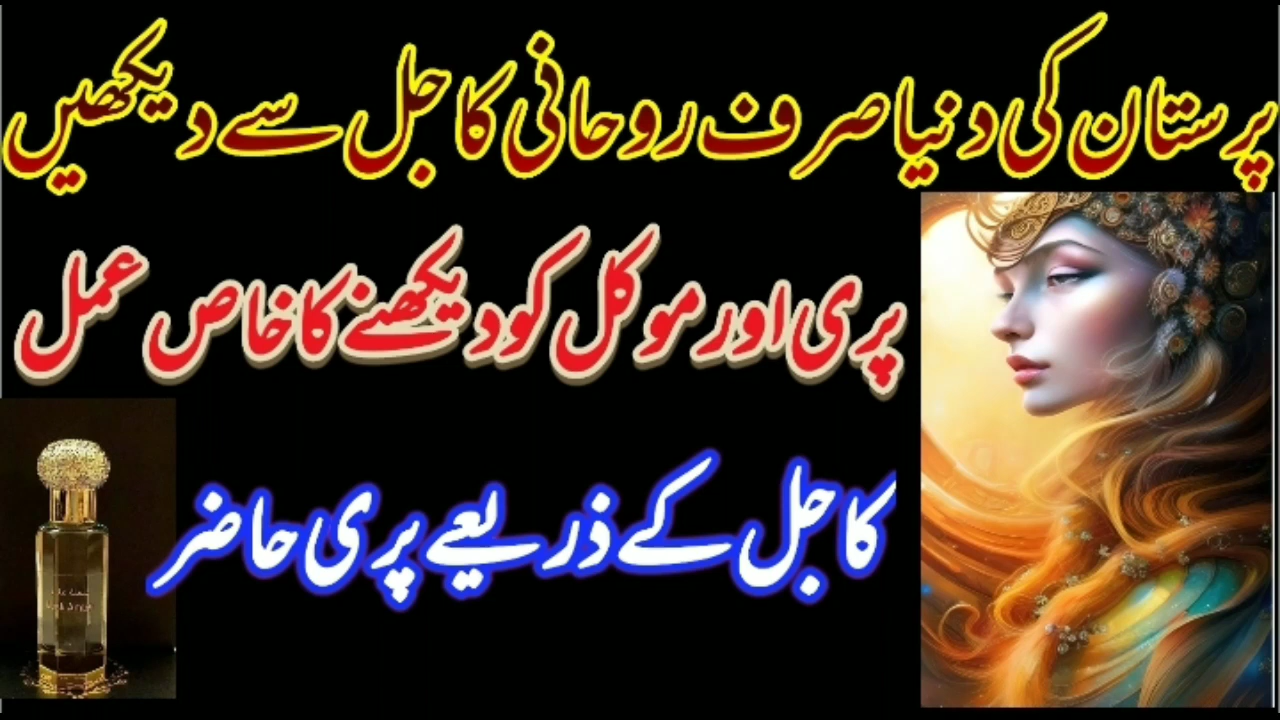 پرستان کی دنیا صرف روحانی کاجل سے دیکھیں
پری اور موکل کو دیکھنے کا خاص عمل
کاجل کے ذریعے پری حاضر